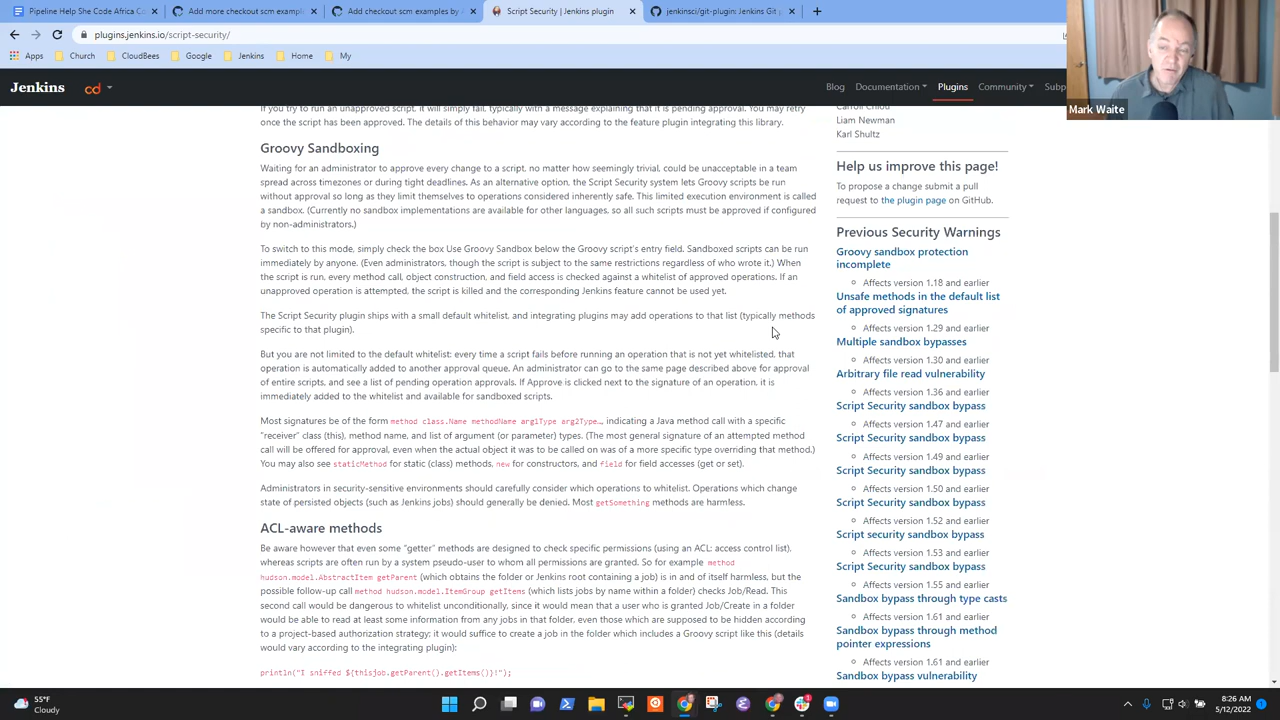 Pipeline Help She Code Africa Co
Add more checkout scm examples
Add checkout scm examples by A
Script Security | Jenkins plugin
jenkinsci/git-plugin: Jenkins Git p
plugins.jenkins.io/script-security/
Apps
Church
CloudBees
Google
Jenkins
Home
My
Mark Waite
Jenkins
cd
Blog
Documentation
Plugins
Community
Subp
If you try to run an unapproved script, it will simply fail, typically with a message explaining that it is pending approval. You may retry
once the script has been approved. The details of this behavior may vary according to the feature plugin integrating this library.
Groovy Sandboxing
Waiting for an administrator to approve every change to a script, no matter how seemingly trivial, could be unacceptable in a team
spread across timezones or during tight deadlines. As an alternative option, the Script Security system lets Groovy scripts be run
without approval so long as they limit themselves to operations considered inherently safe. This limited execution environment is called
a sandbox. (Currently no sandbox implementations are available for other languages, so all such scripts must be approved if configured
by non-administrators.)
To switch to this mode, simply check the box Use Groovy Sandbox below the Groovy script's entry field. Sandboxed scripts can be run
immediately by anyone. (Even administrators, though the script is subject to the same restrictions regardless of who wrote it.) When
the script is run, every method call, object construction, and field access is checked against a whitelist of approved operations. If an
unapproved operation is attempted, the script is killed and the corresponding Jenkins feature cannot be used yet.
The Script Security plugin ships with a small default whitelist, and integrating plugins may add operations to that list (typically methods
specific to that plugin).
But you are not limited to the default whitelist: every time a script fails before running an operation that is not yet whitelisted, that
operation is automatically added to another approval queue. An administrator can go to the same page described above for approval
of entire scripts, and see a list of pending operation approvals. If Approve is clicked next to the signature of an operation, it is
immediately added to the whitelist and available for sandboxed scripts.
Most signatures be of the form method class.Name methodName arg1Type arg2Type…, indicating a Java method call with a specific
"receiver" class (this), method name, and list of argument (or parameter) types. (The most general signature of an attempted method
call will be offered for approval, even when the actual object it was to be called on was of a more specific type overriding that method.)
You may also see staticMethod for static (class) methods, new for constructors, and field for field accesses (get or set).
Administrators in security-sensitive environments should carefully consider which operations to whitelist. Operations which change
state of persisted objects (such as Jenkins jobs) should generally be denied. Most getSomething methods are harmless.
ACL-aware methods
Be aware however that even some "getter" methods are designed to check specific permissions (using an ACL: access control list),
whereas scripts are often run by a system pseudo-user to whom all permissions are granted. So for example method
hudson.model.AbstractItem getParent (which obtains the folder or Jenkins root containing a job) is in and of itself harmless, but the
possible follow-up call method hudson.model.ItemGroup getItems (which lists jobs by name within a folder) checks Job/Read. This
second call would be dangerous to whitelist unconditionally, since it would mean that a user who is granted Job/Create in a folder
would be able to read at least some information from any jobs in that folder, even those which are supposed to be hidden according
to a project-based authorization strategy; it would suffice to create a job in the folder which includes a Groovy script like this (details
would vary according to the integrating plugin):
println("I sniffed ${thisjob.getParent().getItems()}!");
Liam Newman
Karl Shultz
Help us improve this page!
To propose a change submit a pull
request to the plugin page on GitHub.
Previous Security Warnings
Groovy sandbox protection
incomplete
Affects version 1.18 and earlier
Unsafe methods in the default list
of approved signatures
Affects version 1.29 and earlier
Multiple sandbox bypasses
Affects version 1.30 and earlier
Arbitrary file read vulnerability
Affects version 1.36 and earlier
Script Security sandbox bypass
Affects version 1.47 and earlier
Script Security sandbox bypass
Affects version 1.49 and earlier
Script Security sandbox bypass
Affects version 1.50 and earlier
Script Security sandbox bypass
Affects version 1.52 and earlier
Script security sandbox bypass
Affects version 1.53 and earlier
Script Security sandbox bypass
Affects version 1.55 and earlier
Sandbox bypass through type casts
Affects version 1.61 and earlier
Sandbox bypass through method
pointer expressions
Affects version 1.61 and earlier
Sandbox bypass vulnerability
55°F
Cloudy
8:26 AM
5/12/2022